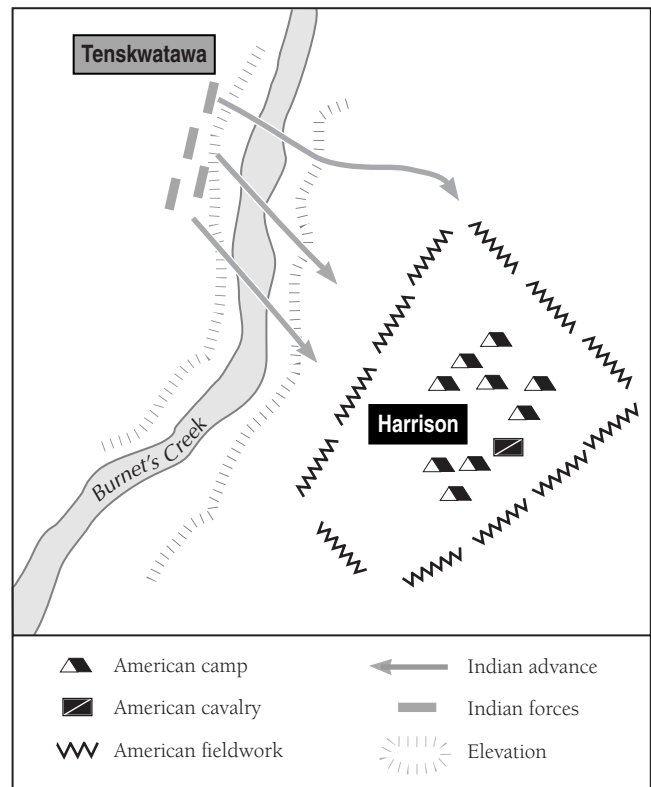 Tenskwatawa
Harrison
Burnet's Creek
American camp
American cavalry
American fieldwork
Indian advance
Indian forces
Elevation